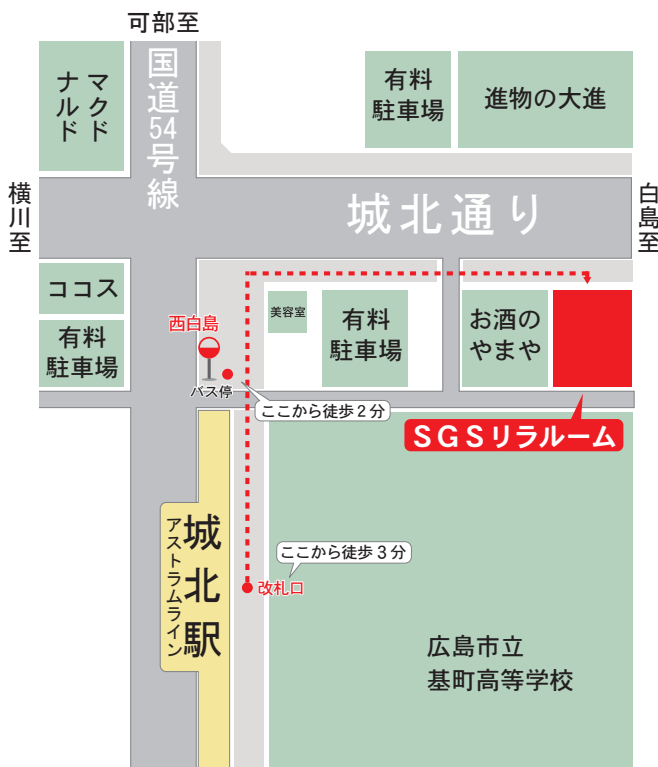 可部至
国道54号線
マクド
ナルド
有料
駐車場
進物の大進
横川至
城北通り
白島至
ココス
有料
駐車場
西白島
バス停
美容室
有料
駐車場
お酒の
やまや
ここから徒歩2分
SGSリラルーム
城北駅
アストラムライン
ここから徒歩3分
改札口
広島市立
基町高等学校